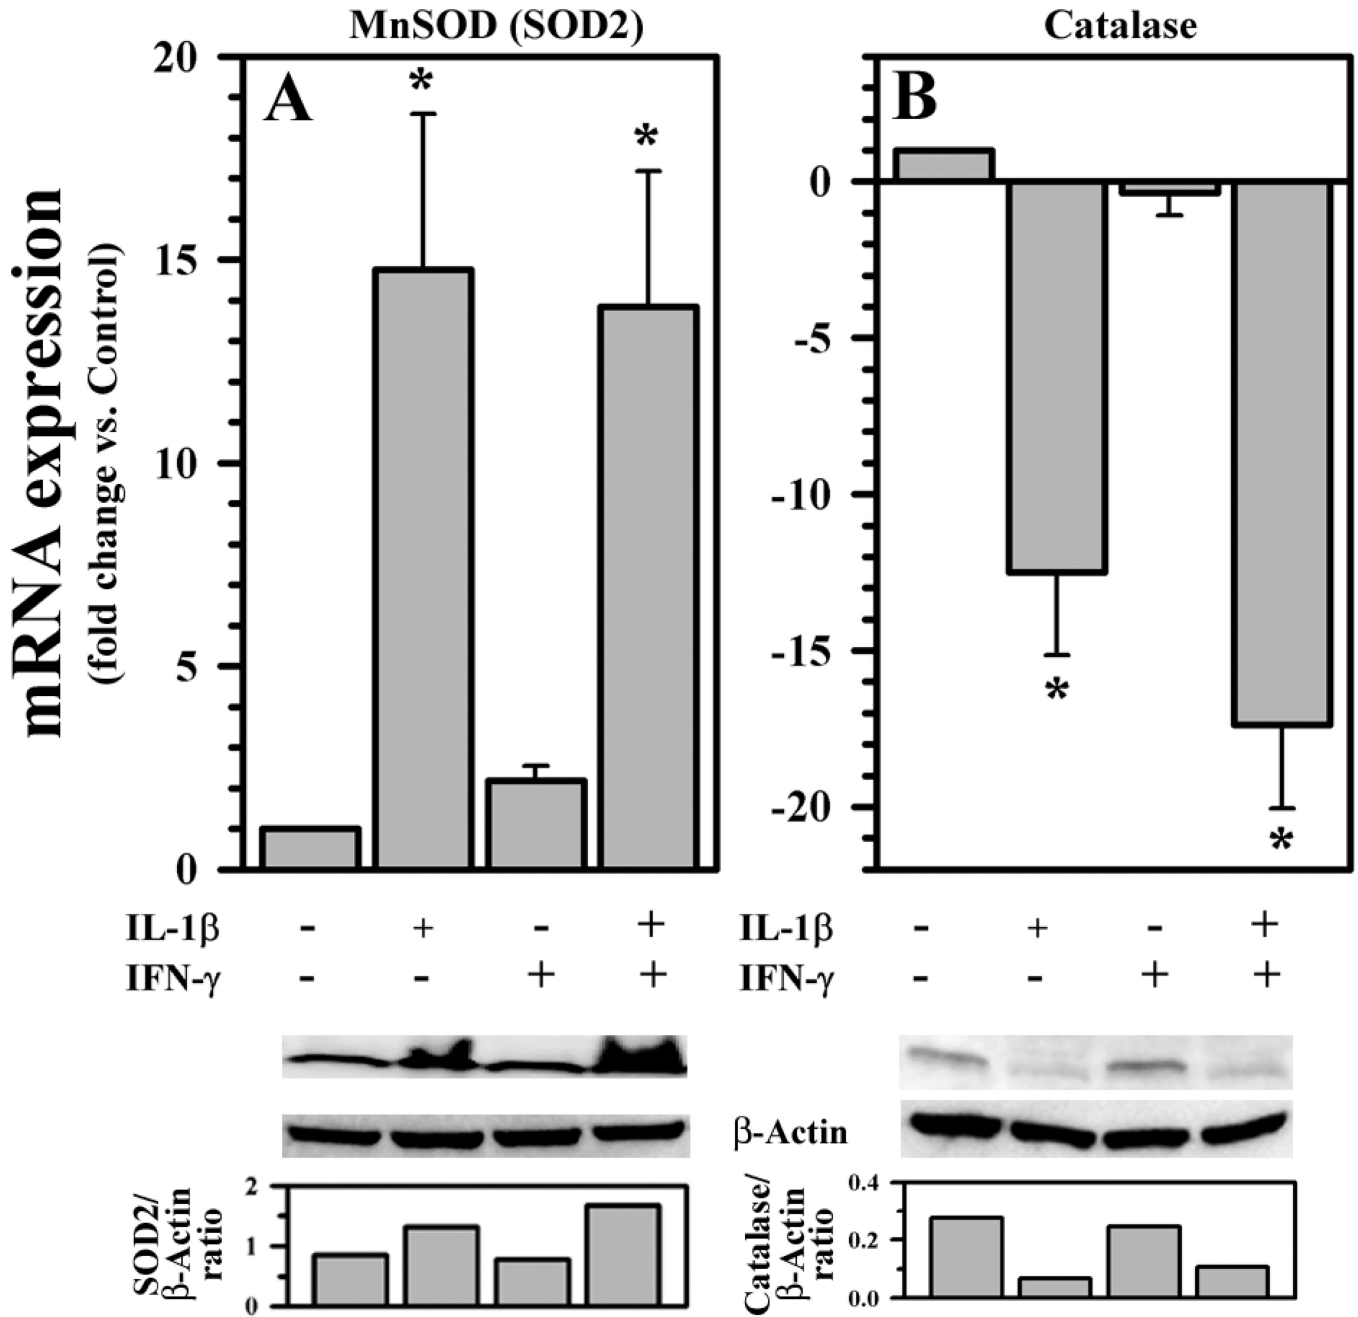 MnSOD (SOD2)
Catalase
A
B
mRNA expression
(fold change vs. Control)
20
15
10
5
0
0
-5
-10
-15
-20
*
*
*
*
IL-1β - + - +
IFN-γ - - + +
IL-1β - + - +
IFN-γ - - + +
β-Actin
SOD2/
β-Actin
ratio
2
1
0
Catalase/
β-Actin
ratio
0.4
0.2
0.0